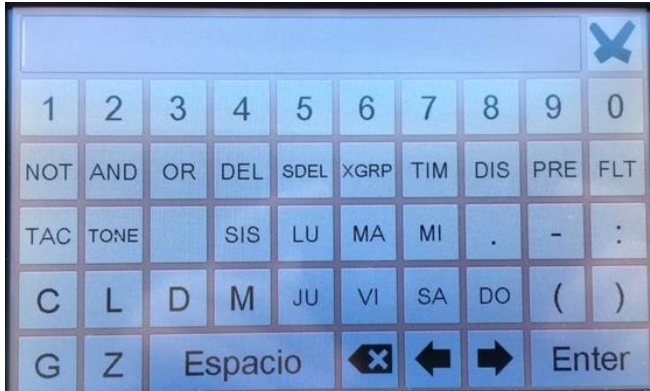 1 2 3 4 5 6 7 8 9 0
NOT AND OR DEL SDEL XGRP TIM DIS PRE FLT
TAC TONE SIS LU MA MI . - :
C L D M JU VI SA DO ( )
G Z Espacio Enter